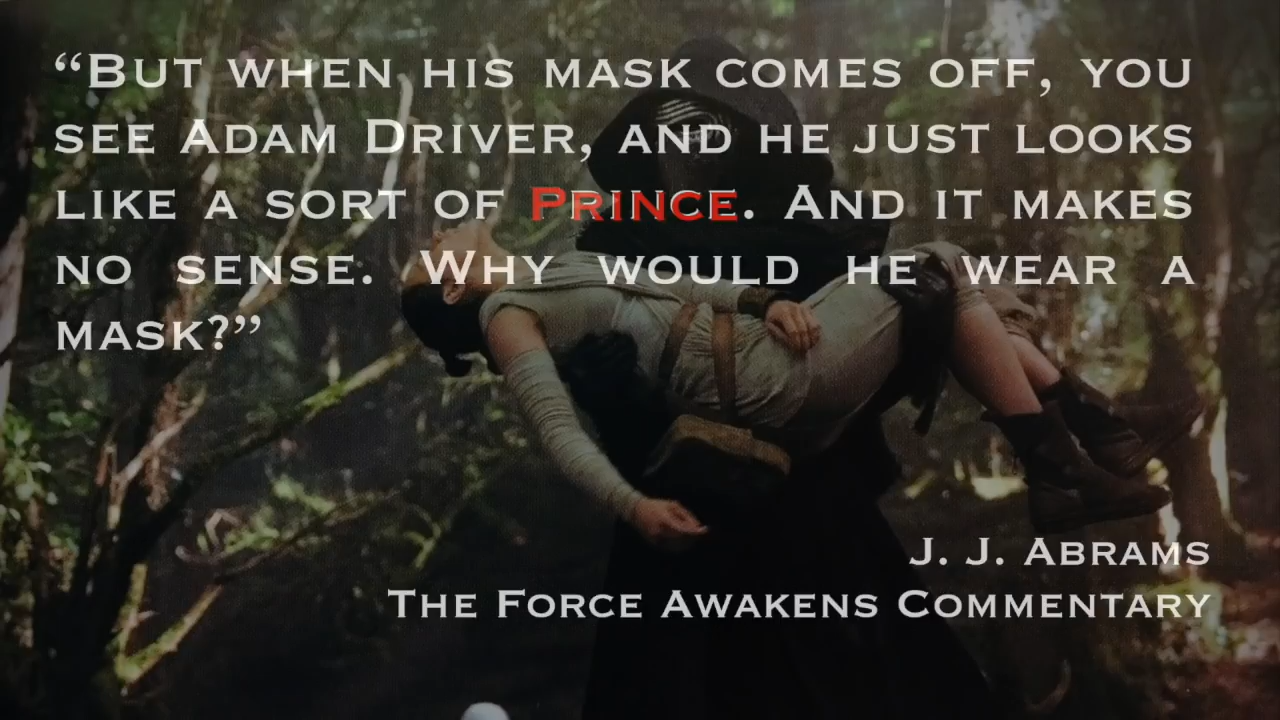 “But when his mask comes off, you
see Adam Driver, and he just looks
like a sort of Prince. And it makes
no sense. Why would he wear a
mask?”
J. J. Abrams
The Force Awakens Commentary